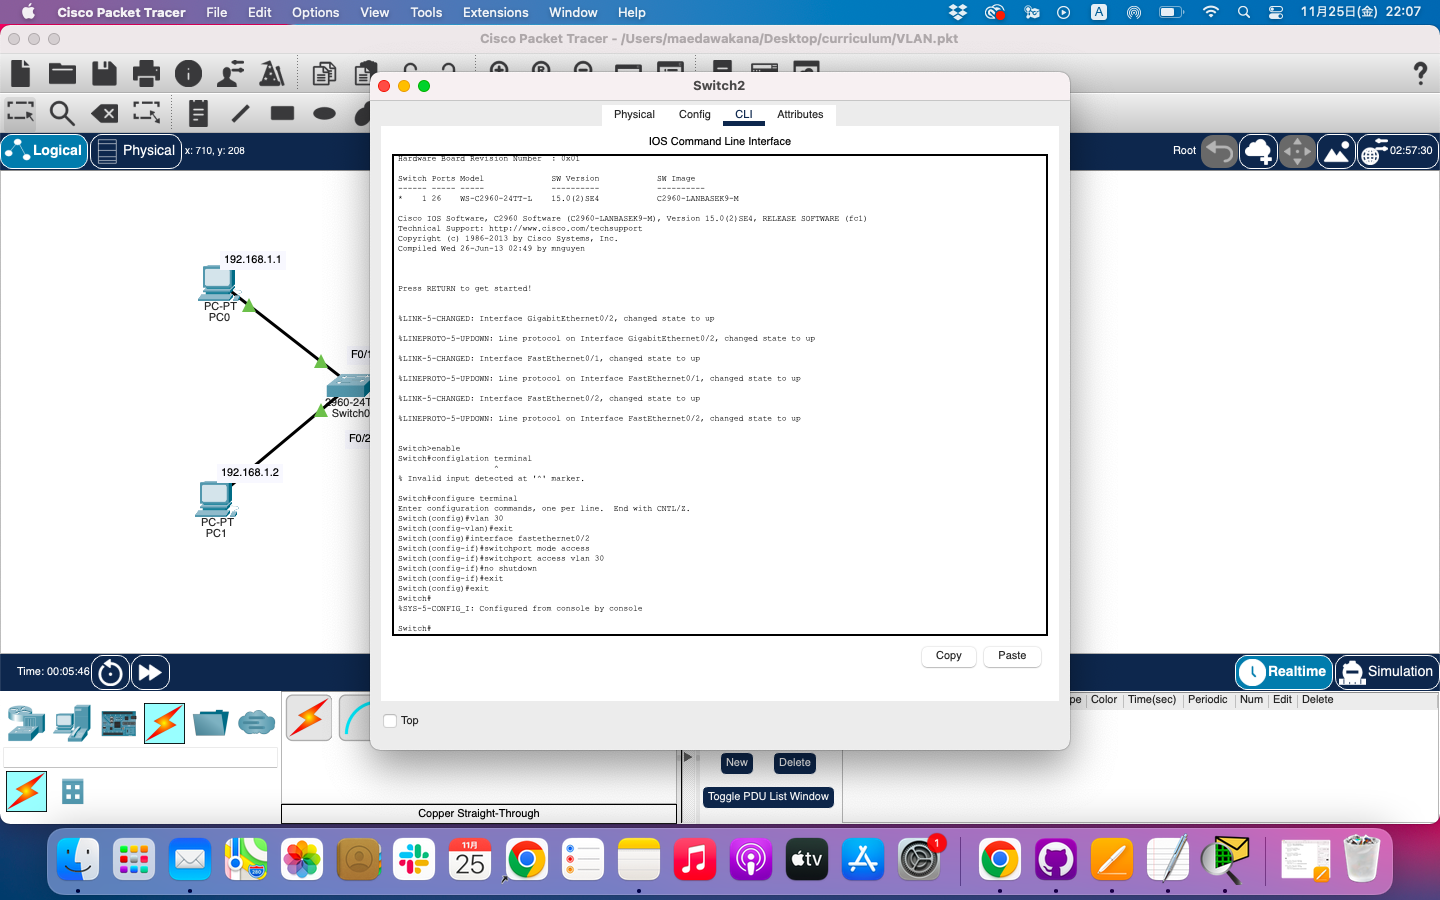 Cisco Packet Tracer File Edit Options View Tools Extensions Window Help A 11月25日(金) 22:07
Cisco Packet Tracer - /Users/maedawakana/Desktop/curriculum/VLAN.pkt
Switch2
Physical Config CLI Attributes
IOS Command Line Interface
Logical Physical x: 710, y: 208
Root 02:57:30
Hardware Board Revision Number : 0x01
Switch Ports Model SW Version SW Image
------ ----- ----- ---------- ----------
* 1 26 WS-C2960-24TT-L 15.0(2)SE4 C2960-LANBASEK9-M
Cisco IOS Software, C2960 Software (C2960-LANBASEK9-M), Version 15.0(2)SE4, RELEASE SOFTWARE (fc1)
Technical Support: http://www.cisco.com/techsupport
Copyright (c) 1986-2013 by Cisco Systems, Inc.
Compiled Wed 26-Jun-13 02:49 by mnguyen
Press RETURN to get started!
%LINK-5-CHANGED: Interface GigabitEthernet0/2, changed state to up
%LINEPROTO-5-UPDOWN: Line protocol on Interface GigabitEthernet0/2, changed state to up
%LINK-5-CHANGED: Interface FastEthernet0/1, changed state to up
%LINEPROTO-5-UPDOWN: Line protocol on Interface FastEthernet0/1, changed state to up
%LINK-5-CHANGED: Interface FastEthernet0/2, changed state to up
%LINEPROTO-5-UPDOWN: Line protocol on Interface FastEthernet0/2, changed state to up
Switch>enable
Switch#configlation terminal
^
% Invalid input detected at '^' marker.
Switch#configure terminal
Enter configuration commands, one per line. End with CNTL/Z.
Switch(config)#vlan 30
Switch(config-vlan)#exit
Switch(config)#interface fastethernet0/2
Switch(config-if)#switchport mode access
Switch(config-if)#switchport access vlan 30
Switch(config-if)#no shutdown
Switch(config-if)#exit
Switch(config)#exit
Switch#
%SYS-5-CONFIG_I: Configured from console by console
Switch#
Copy Paste
Top
192.168.1.1
PC-PT
PC0
F0/1
2960-24T
Switch0
F0/2
192.168.1.2
PC-PT
PC1
Time: 00:05:46
Realtime Simulation
pe Color Time(sec) Periodic Num Edit Delete
New Delete
Toggle PDU List Window
Copper Straight-Through
11月
25
tv
1